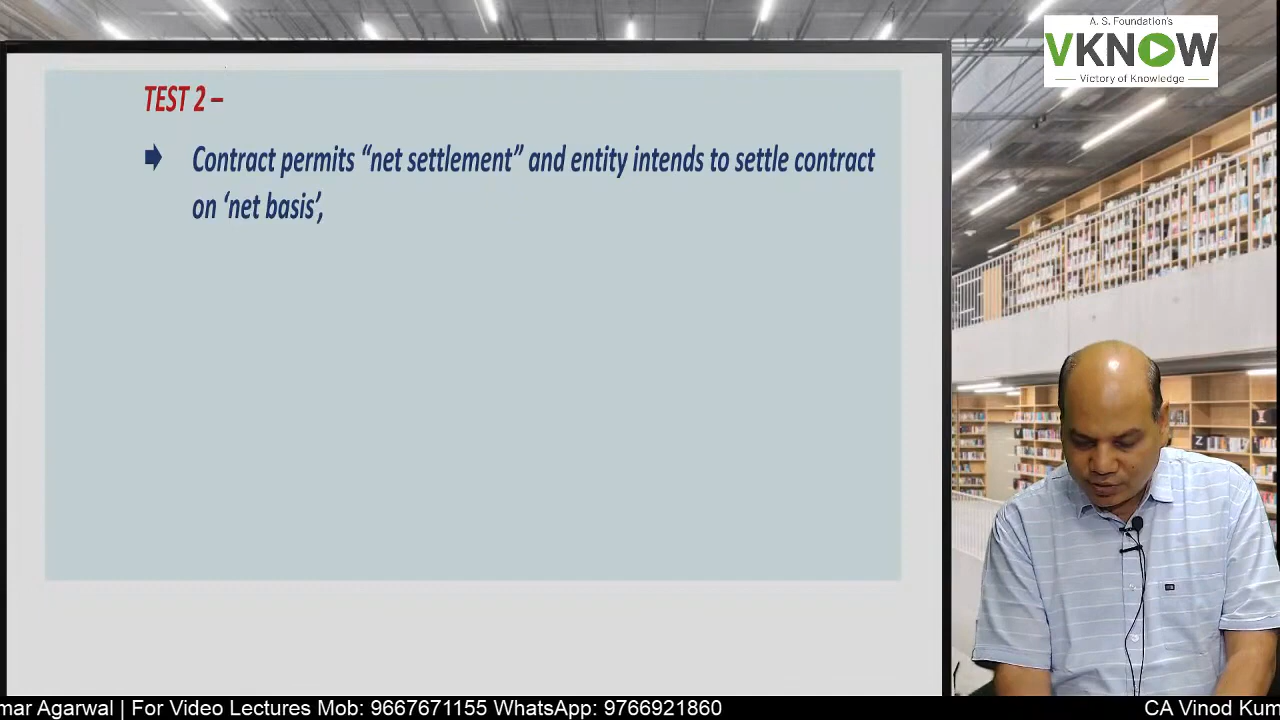 A. S. Foundation's
VKNOW
Victory of Knowledge
TEST 2 –
Contract permits “net settlement” and entity intends to settle contract
on ‘net basis’,
mar Agarwal | For Video Lectures Mob: 9667671155 WhatsApp: 9766921860
CA Vinod Kum